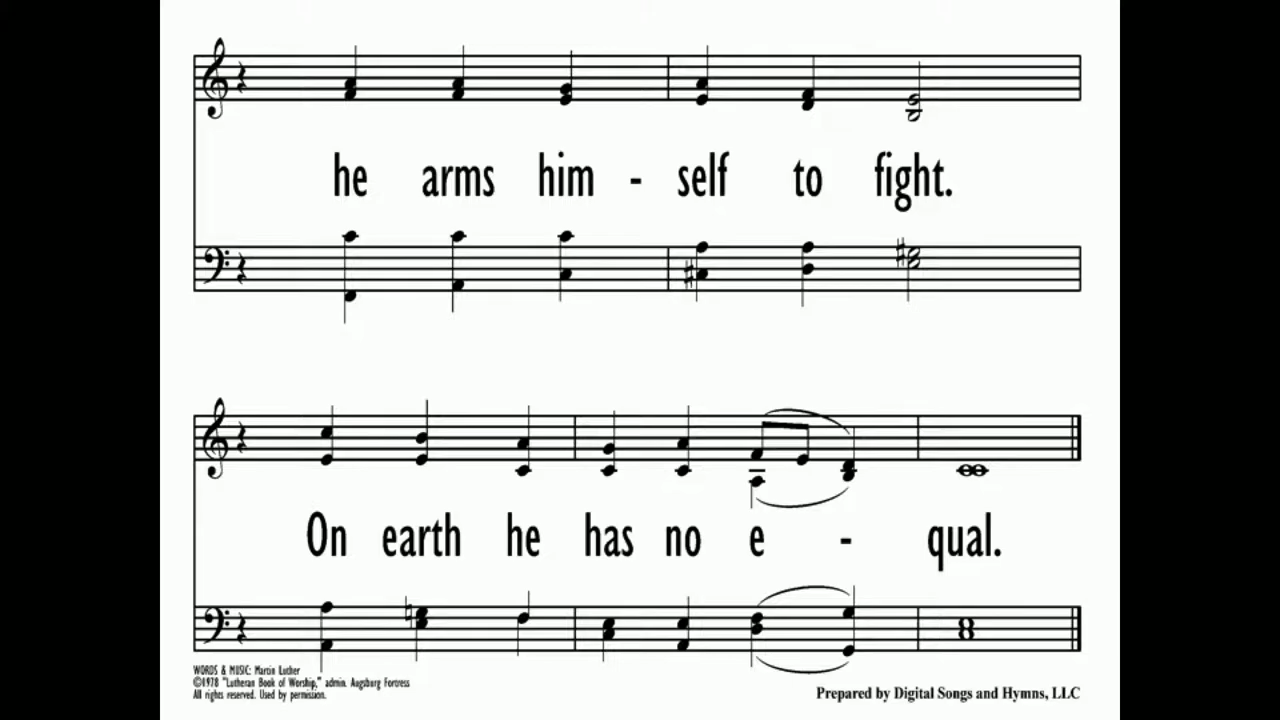 he arms him - self to fight.
On earth he has no e - qual.
WORDS & MUSIC: Martin Luther
©1978 "Lutheran Book of Worship," admin. Augsburg Fortress
All rights reserved. Used by permission.
Prepared by Digital Songs and Hymns, LLC